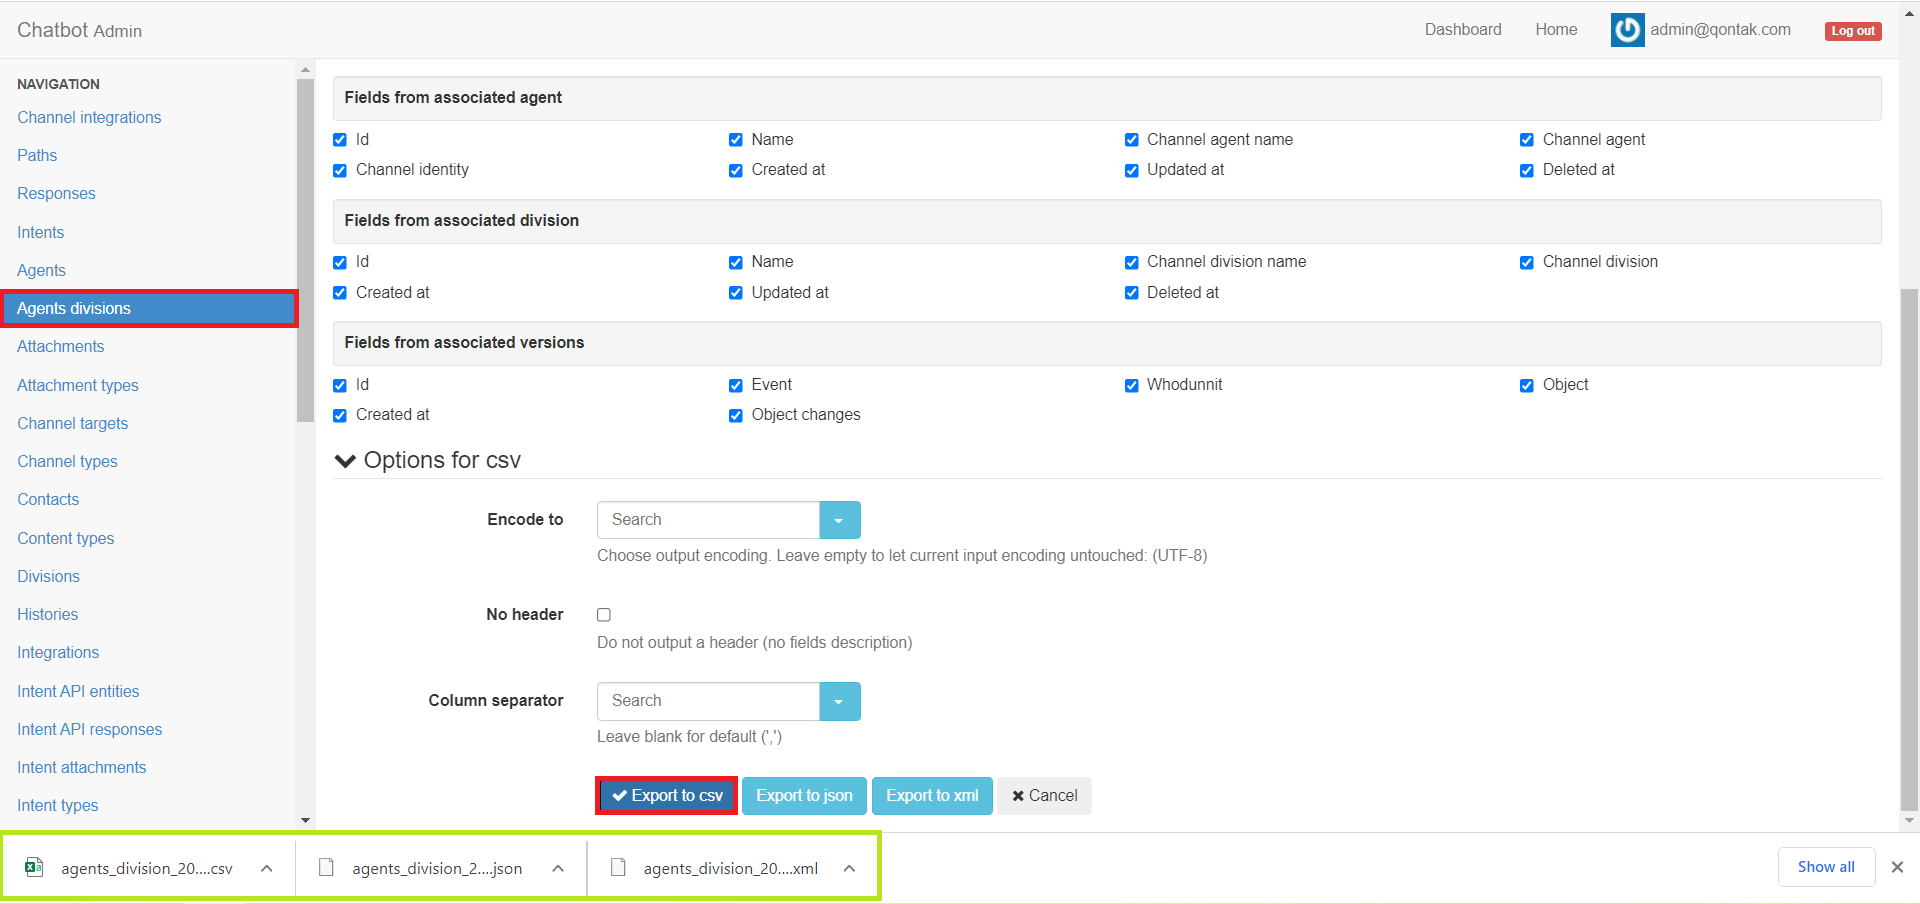 Chatbot Admin
Dashboard
Home
admin@qontak.com
Log out
NAVIGATION
Channel integrations
Paths
Responses
Intents
Agents
Agents divisions
Attachments
Attachment types
Channel targets
Channel types
Contacts
Content types
Divisions
Histories
Integrations
Intent API entities
Intent API responses
Intent attachments
Intent types
Fields from associated agent
Id Name Channel agent name Channel agent
Channel identity Created at Updated at Deleted at
Fields from associated division
Id Name Channel division name Channel division
Created at Updated at Deleted at
Fields from associated versions
Id Event Whodunnit Object
Created at Object changes
Options for csv
Encode to Search
Choose output encoding. Leave empty to let current input encoding untouched: (UTF-8)
No header
Do not output a header (no fields description)
Column separator Search
Leave blank for default (',')
Export to csv Export to json Export to xml Cancel
agents_division_20....csv agents_division_2....json agents_division_20....xml Show all